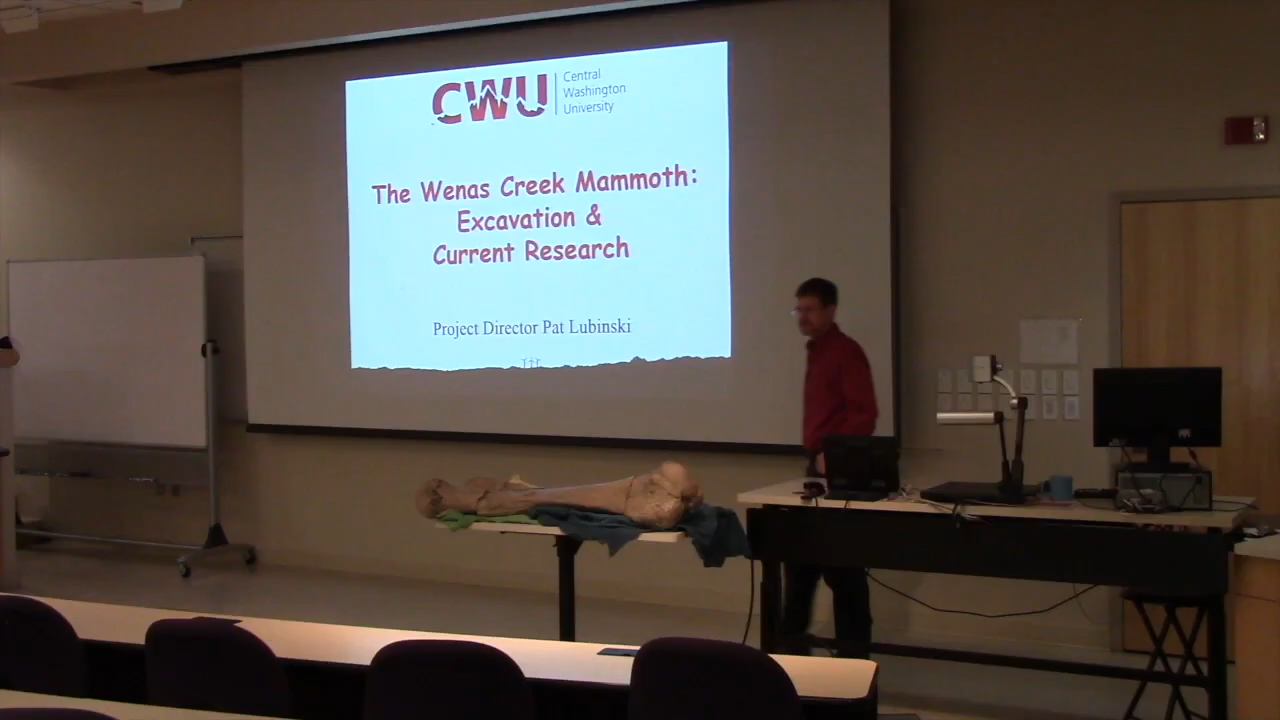 CWU
Central
Washington
University
The Wenas Creek Mammoth:
Excavation &
Current Research
Project Director Pat Lubinski